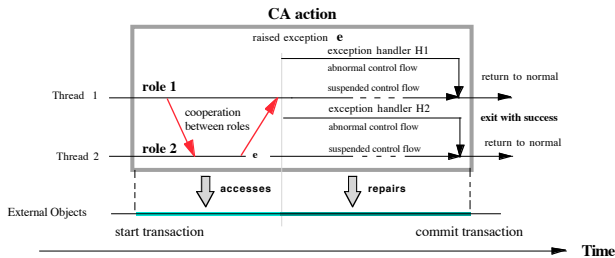 CA action
raised exception e
exception handler H1
abnormal control flow
return to normal
role 1
suspended control flow
Thread 1
exception handler H2
cooperation
between roles
abnormal control flow
exit with success
role 2
suspended control flow
return to normal
Thread 2
e
accesses
repairs
External Objects
start transaction
commit transaction
Time